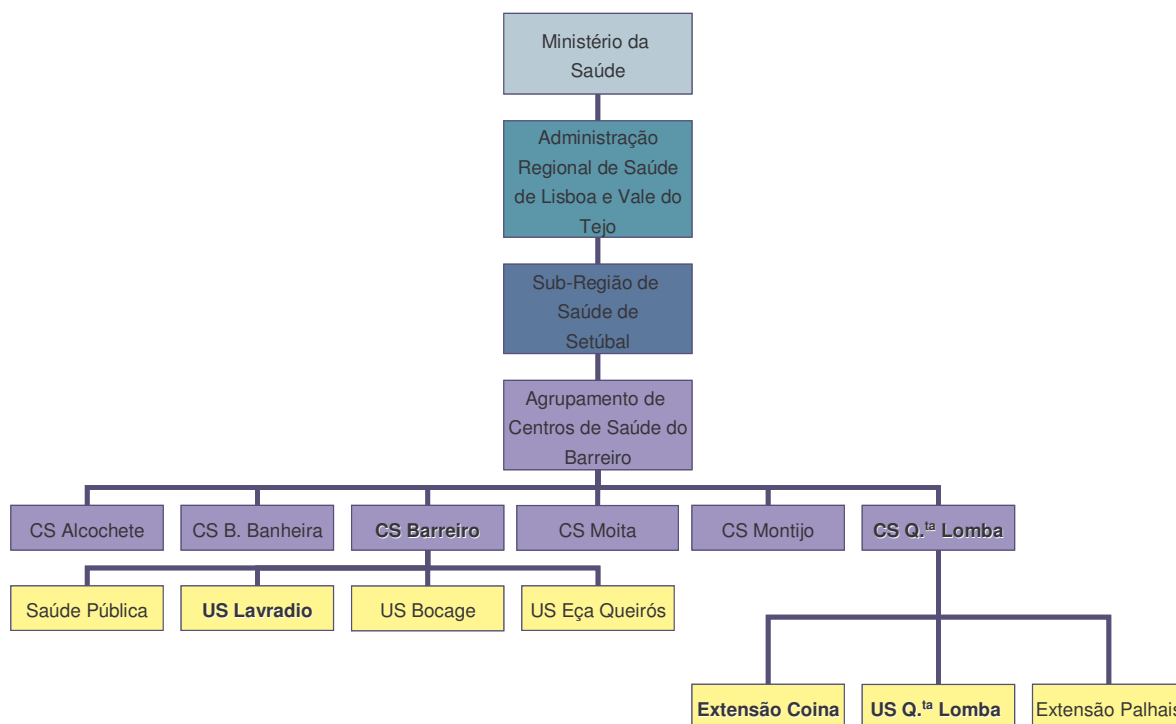 Ministério da
Saúde
Administração
Regional de Saúde
de Lisboa e Vale do
Tejo
Sub-Região de
Saúde de
Setúbal
Agrupamento de
Centros de Saúde do
Barreiro
CS Alcochete
CS B. Banheira
CS Barreiro
CS Moita
CS Montijo
CS Q.ta Lomba
Saúde Pública
US Lavradio
US Bocage
US Eça Queirós
Extensão Coina
US Q.ta Lomba
Extensão Palhais